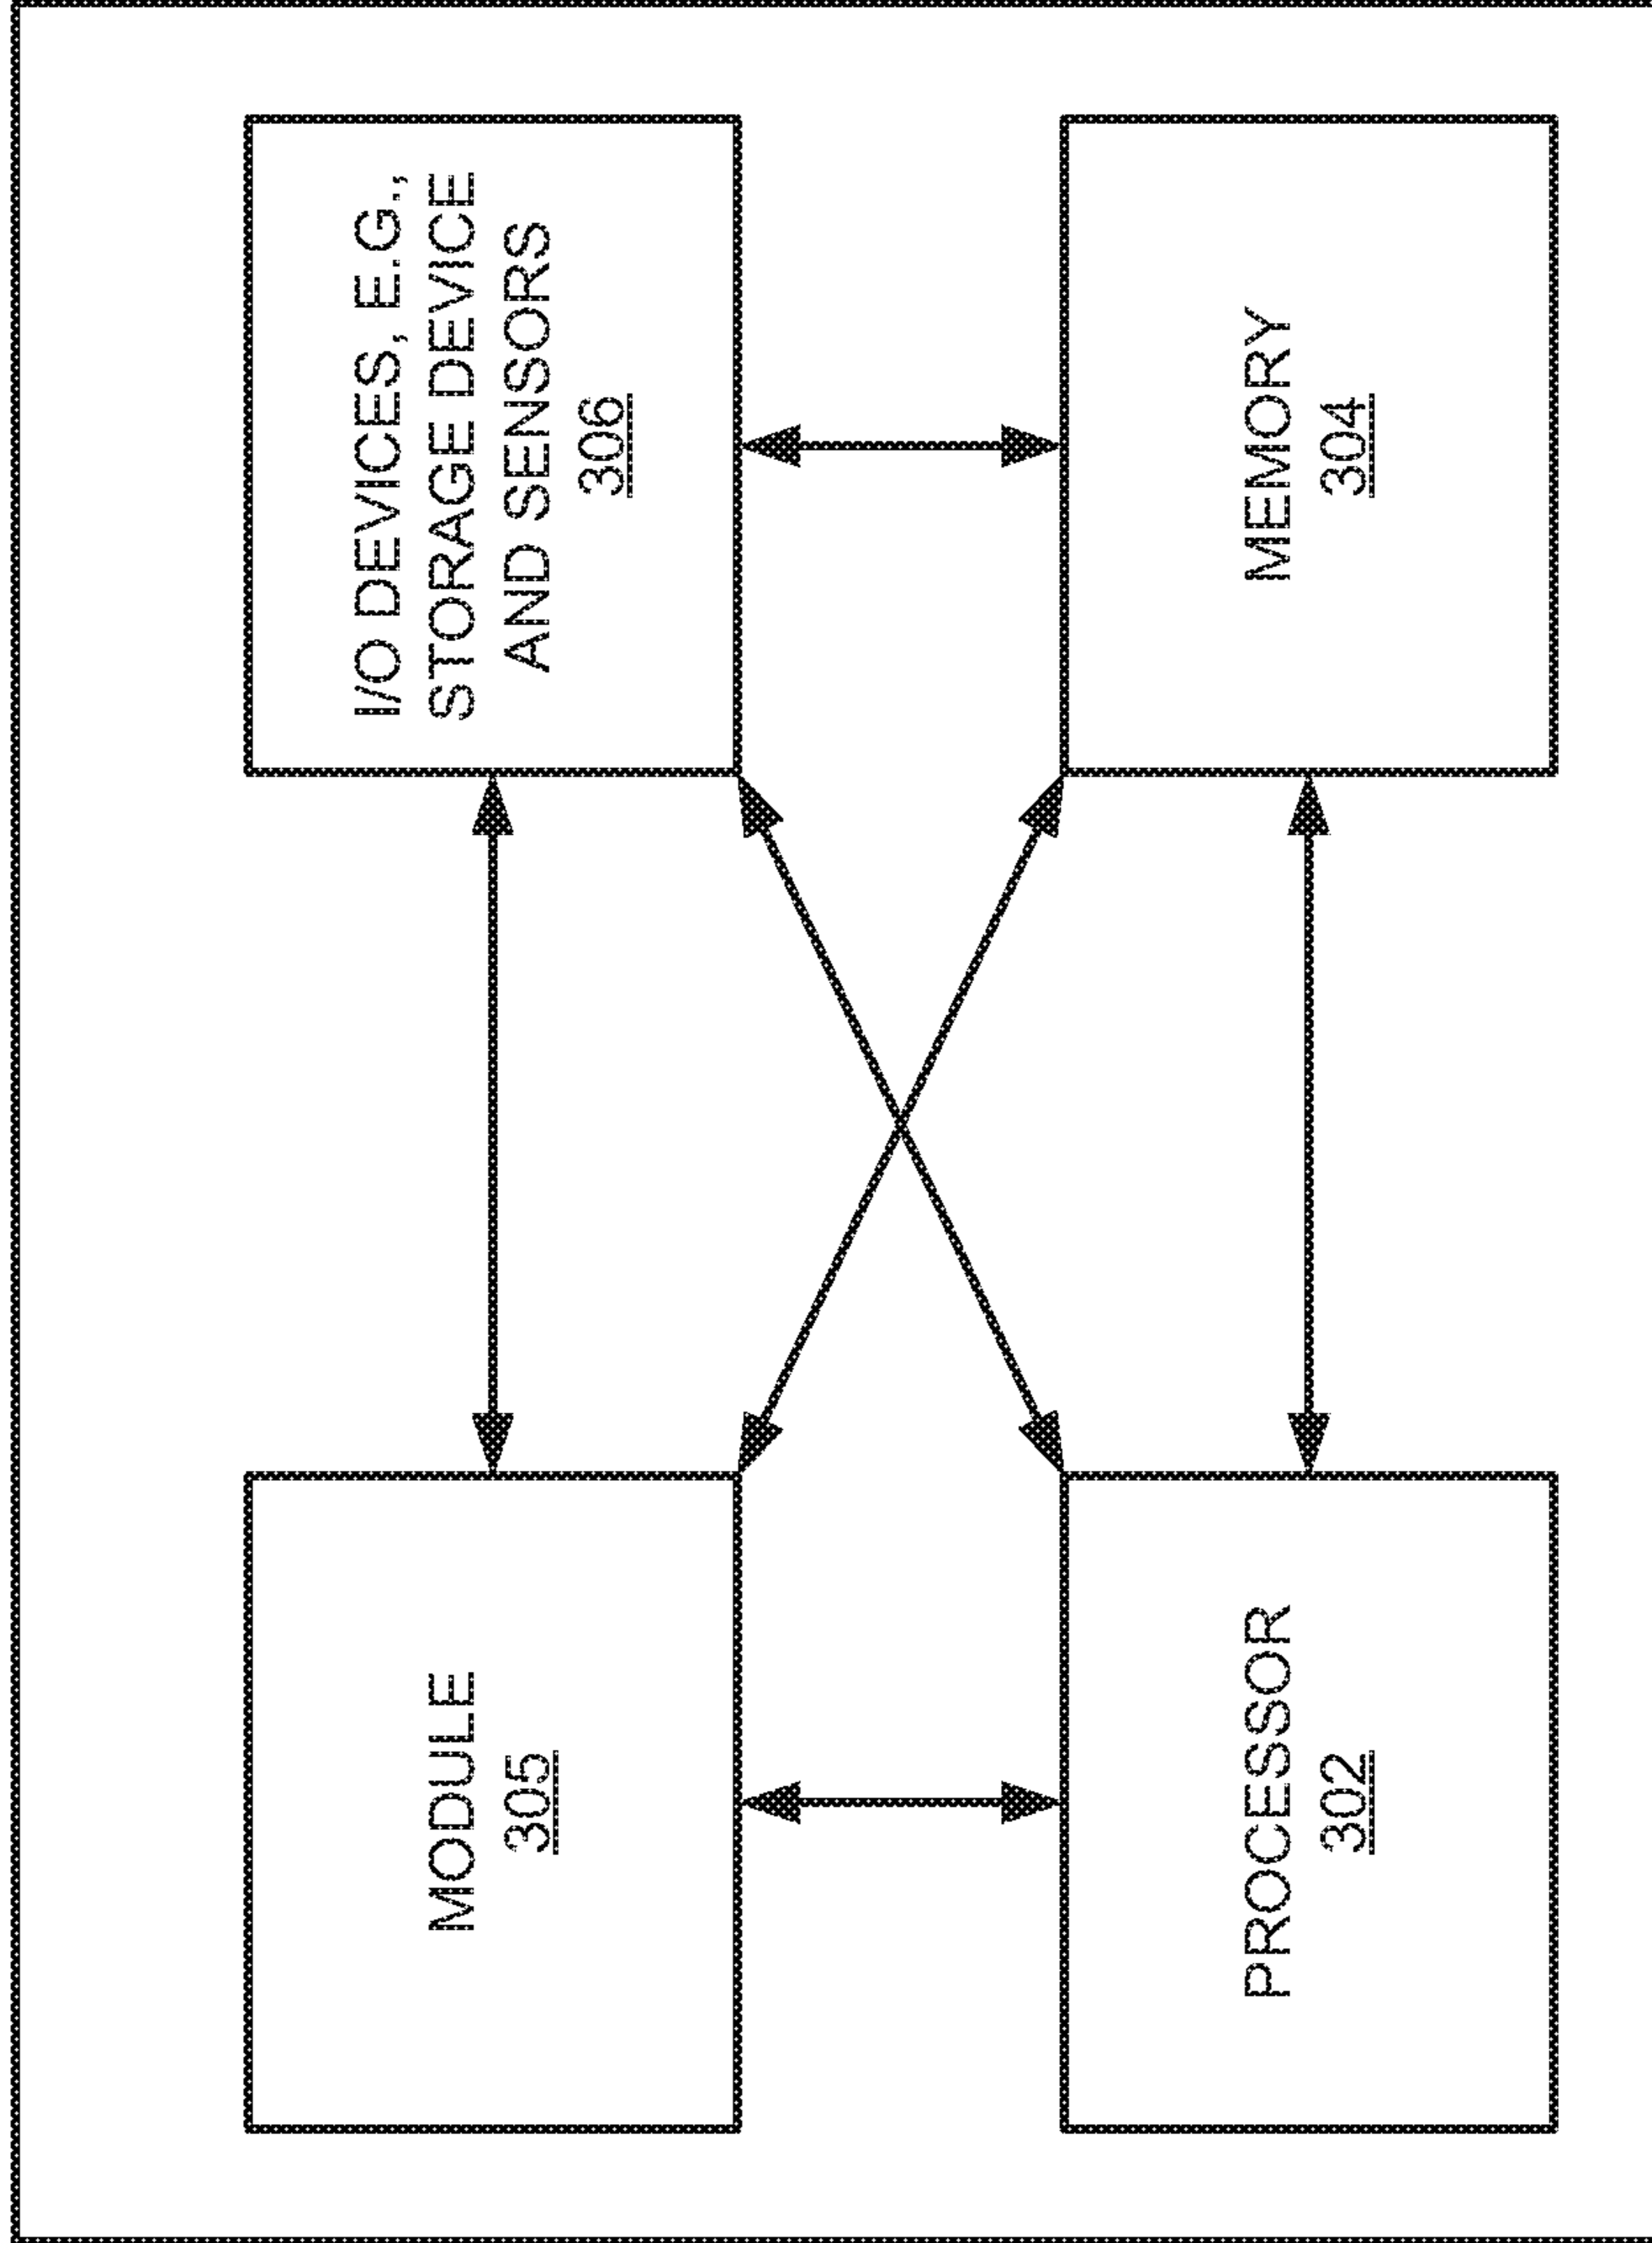 MODULE
305
I/O DEVICES, E.G.,
STORAGE DEVICE
AND SENSORS
306
PROCESSOR
302
MEMORY
304